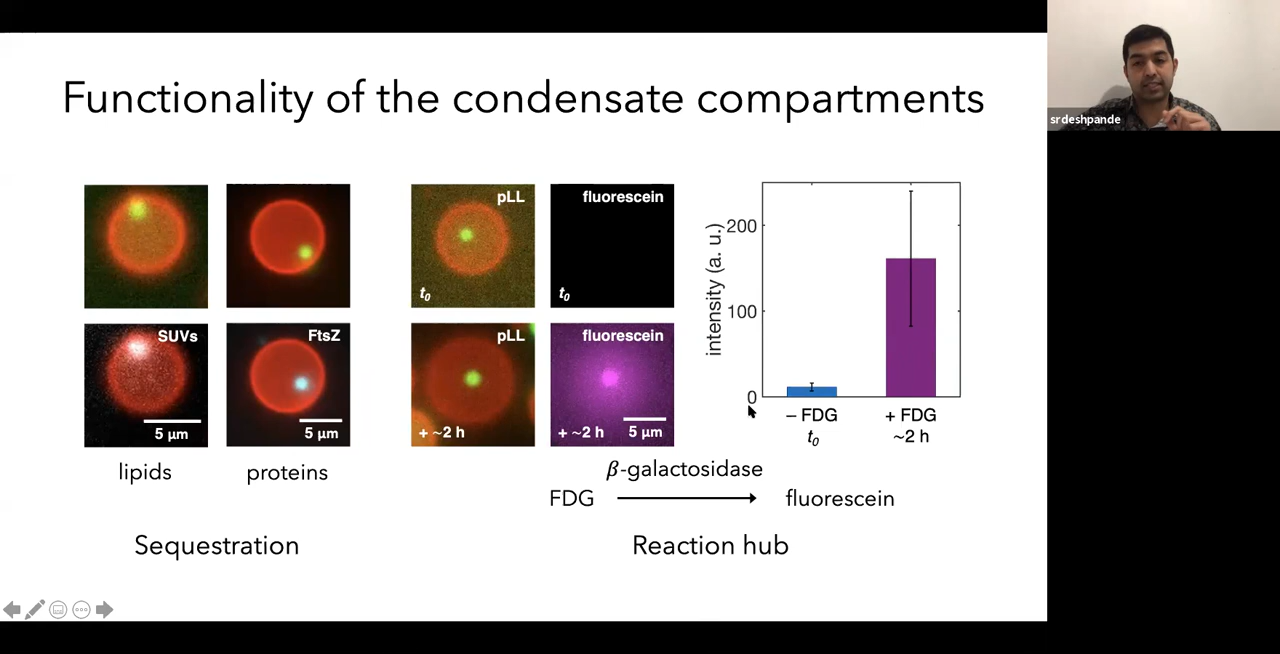 Functionality of the condensate compartments
srdeshpande
SUVs
5 μm
FtsZ
5 μm
lipids
proteins
Sequestration
pLL
t0
fluorescein
t0
pLL
+ ~2 h
fluorescein
+ ~2 h
5 μm
intensity (a. u.)
200
100
0
– FDG
t0
+ FDG
~2 h
β-galactosidase
FDG
fluorescein
Reaction hub